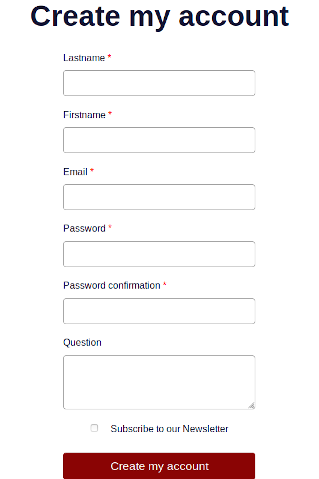 Create my account
Lastname *
Firstname *
Email *
Password *
Password confirmation *
Question
Subscribe to our Newsletter
Create my account